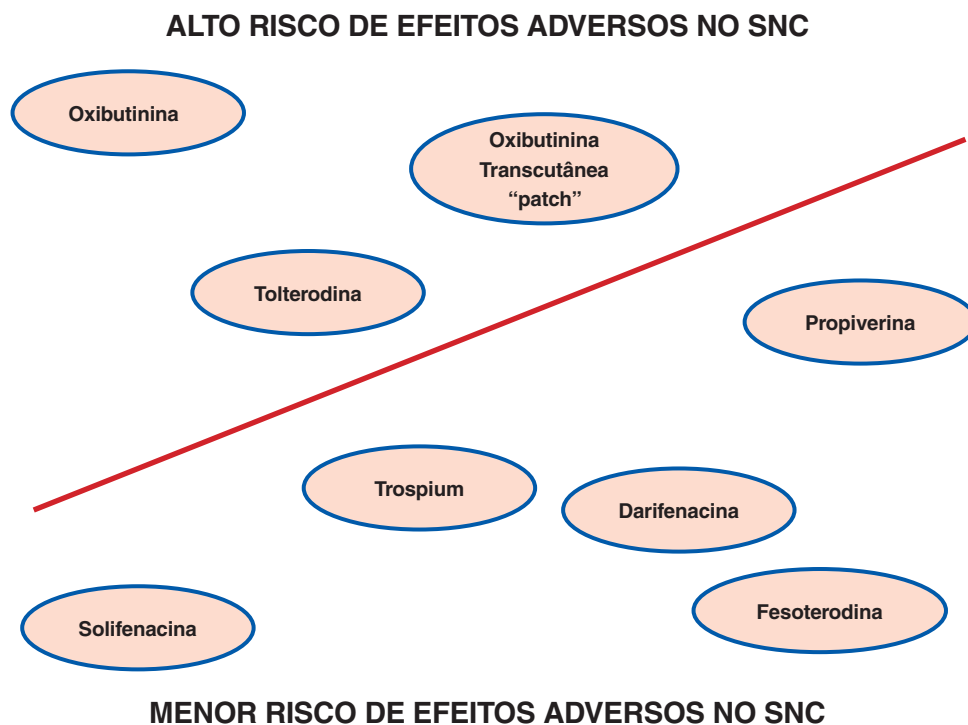 ALTO RISCO DE EFEITOS ADVERSOS NO SNC
Oxibutinina
Oxibutinina
Transcutânea
“patch”
Tolterodina
Propiverina
Trospium
Darifenacina
Fesoterodina
Solifenacina
MENOR RISCO DE EFEITOS ADVERSOS NO SNC